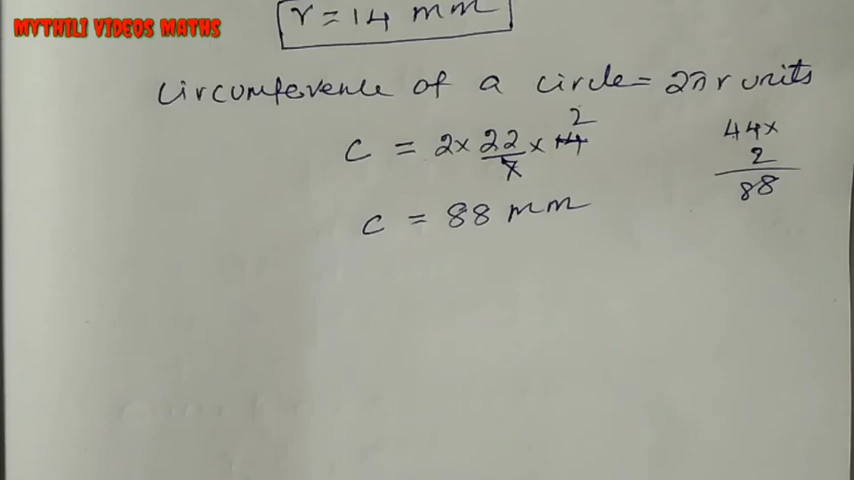 MYTHILI VIDEOS MATHS
r = 14 mm
Circumference of a circle = 2πr units
C = 2 × 22/7 × 14 2
44×
2
88
C = 88 mm